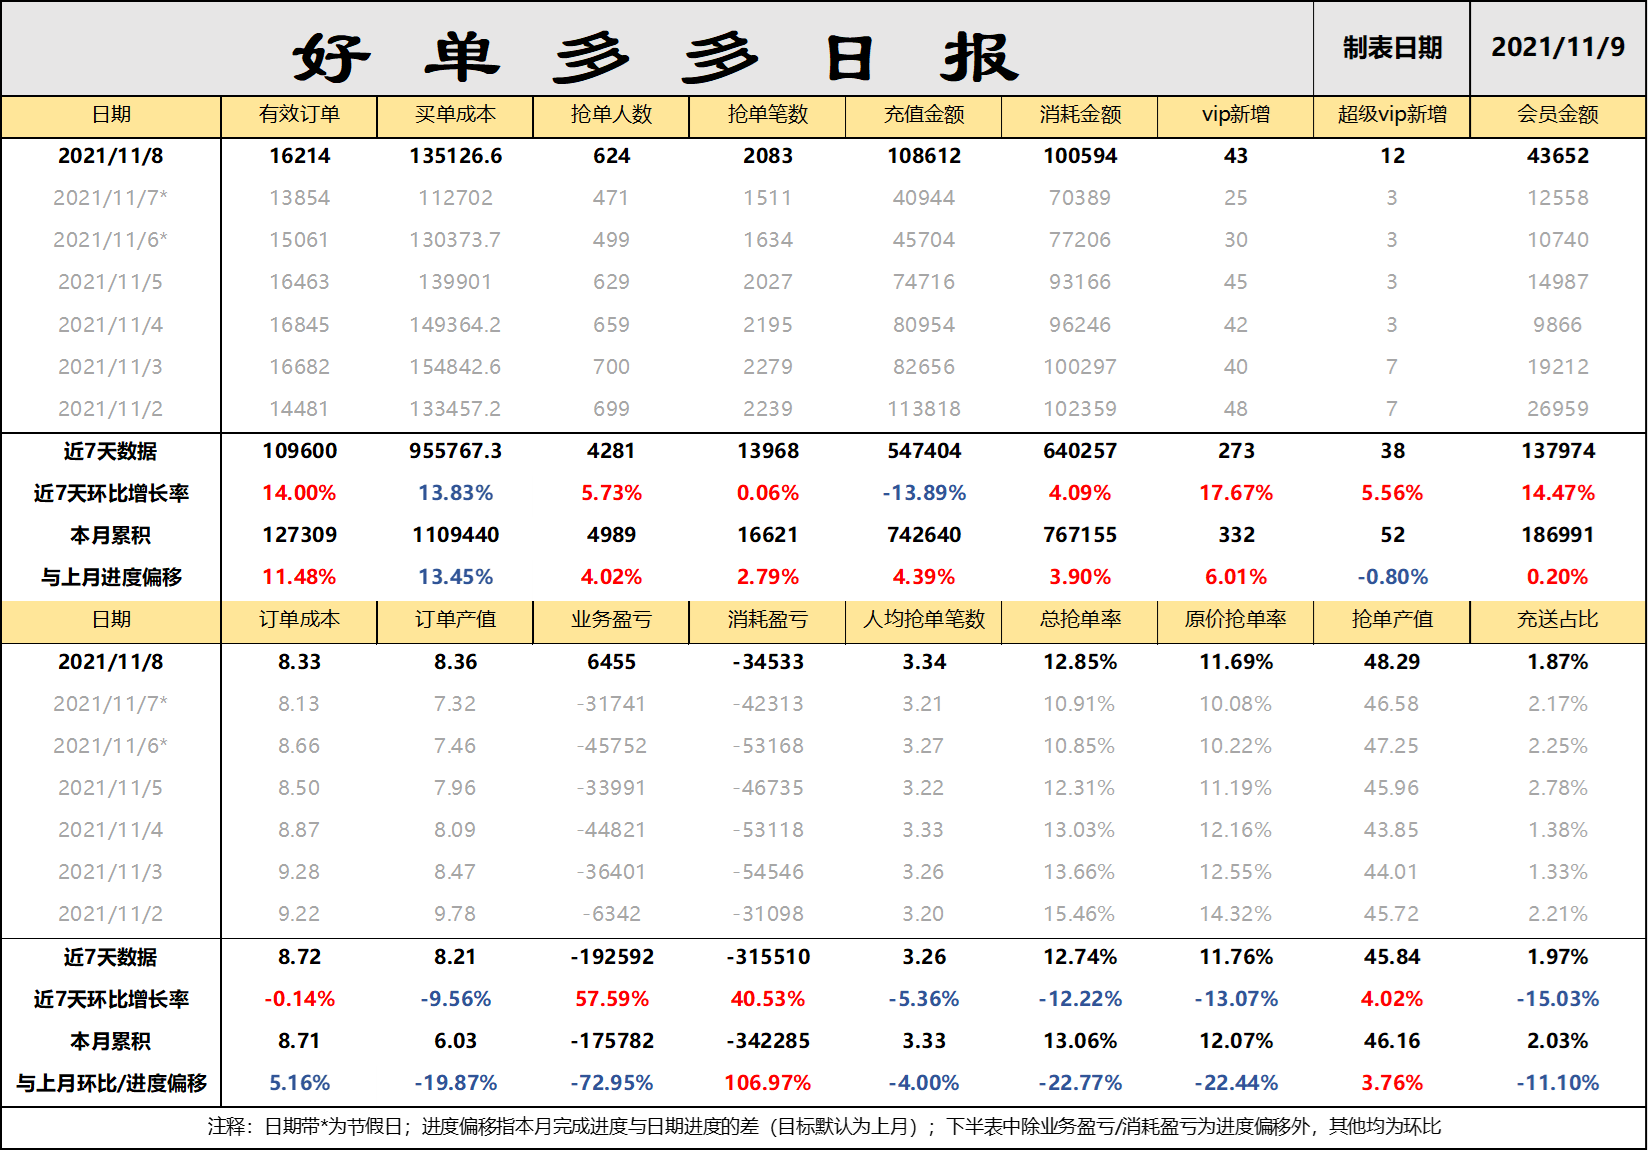 好单多多日报 制表日期 2021/11/9
日期 有效订单 买单成本 抢单人数 抢单笔数 充值金额 消耗金额 vip新增 超级vip新增 会员金额
2021/11/8 16214 135126.6 624 2083 108612 100594 43 12 43652
2021/11/7* 13854 112702 471 1511 40944 70389 25 3 12558
2021/11/6* 15061 130373.7 499 1634 45704 77206 30 3 10740
2021/11/5 16463 139901 629 2027 74716 93166 45 3 14987
2021/11/4 16845 149364.2 659 2195 80954 96246 42 3 9866
2021/11/3 16682 154842.6 700 2279 82656 100297 40 7 19212
2021/11/2 14481 133457.2 699 2239 113818 102359 48 7 26959
近7天数据 109600 955767.3 4281 13968 547404 640257 273 38 137974
近7天环比增长率 14.00% 13.83% 5.73% 0.06% -13.89% 4.09% 17.67% 5.56% 14.47%
本月累积 127309 1109440 4989 16621 742640 767155 332 52 186991
与上月进度偏移 11.48% 13.45% 4.02% 2.79% 4.39% 3.90% 6.01% -0.80% 0.20%
日期 订单成本 订单产值 业务盈亏 消耗盈亏 人均抢单笔数 总抢单率 原价抢单率 抢单产值 充送占比
2021/11/8 8.33 8.36 6455 -34533 3.34 12.85% 11.69% 48.29 1.87%
2021/11/7* 8.13 7.32 -31741 -42313 3.21 10.91% 10.08% 46.58 2.17%
2021/11/6* 8.66 7.46 -45752 -53168 3.27 10.85% 10.22% 47.25 2.25%
2021/11/5 8.50 7.96 -33991 -46735 3.22 12.31% 11.19% 45.96 2.78%
2021/11/4 8.87 8.09 -44821 -53118 3.33 13.03% 12.16% 43.85 1.38%
2021/11/3 9.28 8.47 -36401 -54546 3.26 13.66% 12.55% 44.01 1.33%
2021/11/2 9.22 9.78 -6342 -31098 3.20 15.46% 14.32% 45.72 2.21%
近7天数据 8.72 8.21 -192592 -315510 3.26 12.74% 11.76% 45.84 1.97%
近7天环比增长率 -0.14% -9.56% 57.59% 40.53% -5.36% -12.22% -13.07% 4.02% -15.03%
本月累积 8.71 6.03 -175782 -342285 3.33 13.06% 12.07% 46.16 2.03%
与上月环比/进度偏移 5.16% -19.87% -72.95% 106.97% -4.00% -22.77% -22.44% 3.76% -11.10%
注释：日期带*为节假日；进度偏移指本月完成进度与日期进度的差（目标默认为上月）；下半表中除业务盈亏/消耗盈亏为进度偏移外，其他均为环比